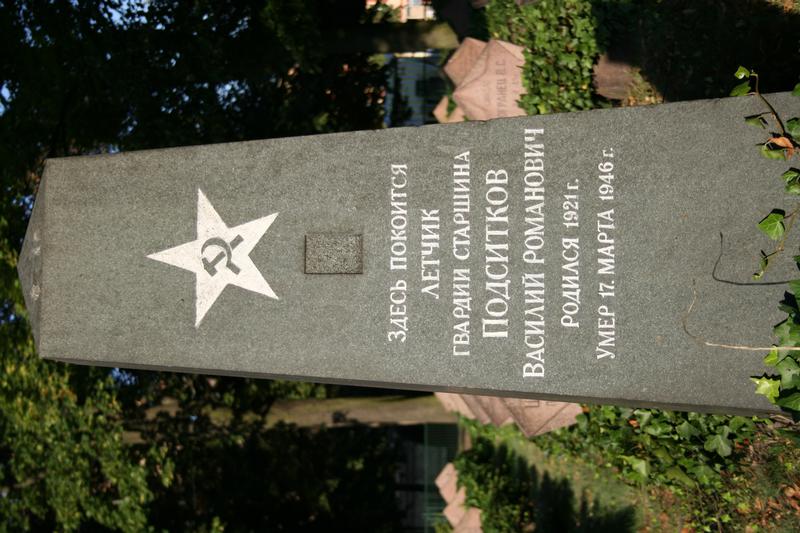 ЗДЕСЬ ПОКОИТСЯ
ЛЕТЧИК
ГВАРДИИ СТАРШИНА
ПОДСИТКОВ
ВАСИЛИЙ РОМАНОВИЧ
РОДИЛСЯ 1921 г.
УМЕР 17. МАРТА 1946 г.